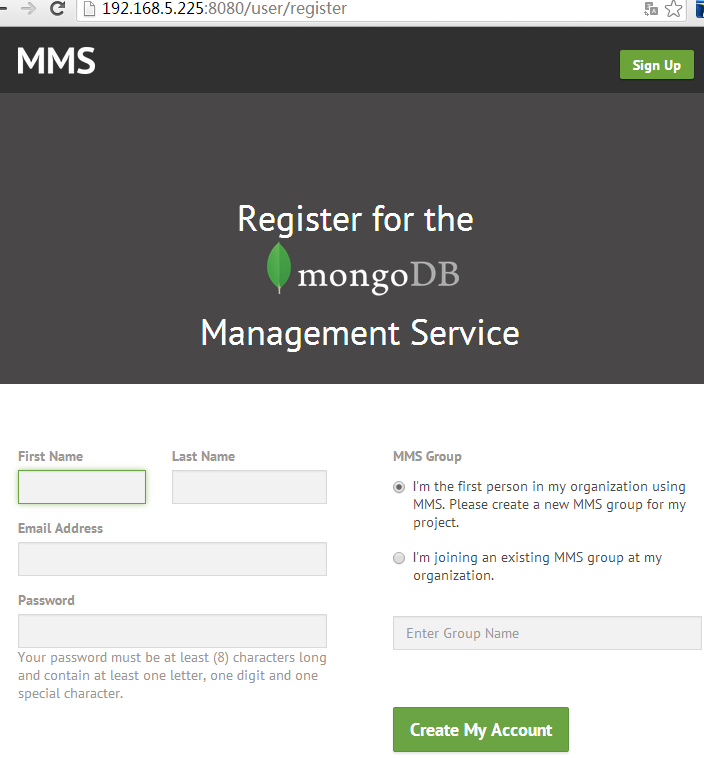 192.168.5.225:8080/user/register
MMS
Sign Up
Register for the
mongoDB
Management Service
First Name
Last Name
Email Address
Password
Your password must be at least (8) characters long
and contain at least one letter, one digit and one
special character.
MMS Group
I'm the first person in my organization using
MMS. Please create a new MMS group for my
project.
I'm joining an existing MMS group at my
organization.
Enter Group Name
Create My Account